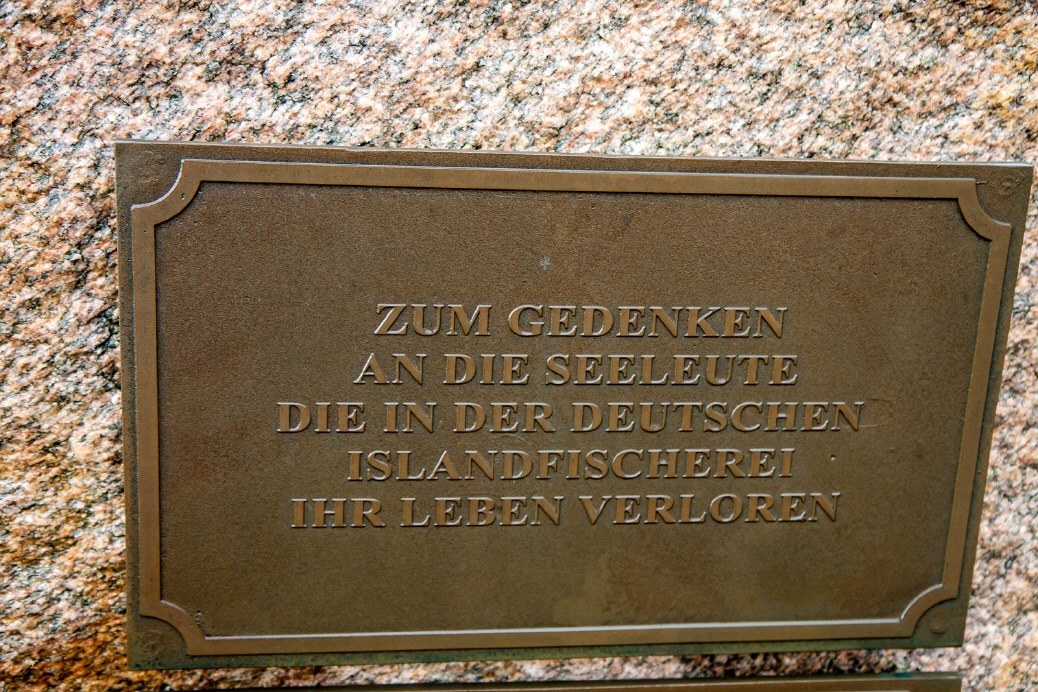 ZUM GEDENKEN
AN DIE SEELEUTE
DIE IN DER DEUTSCHEN
ISLANDFISCHEREI
IHR LEBEN VERLOREN